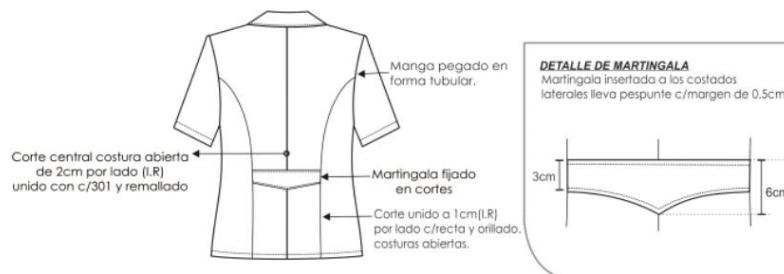 Manga pegado en
forma tubular.
Corte central costura abierta
de 2cm por lado (I.R)
unido con c/301 y remallado
Martingala fijado
en cortes
Corte unido a 1cm(I.R)
por lado c/recta y orillado.
costuras abiertas.
DETALLE DE MARTINGALA
Martingala insertada a los costados
laterales lleva pespunte c/margen de 0.5cm
3cm
6cm